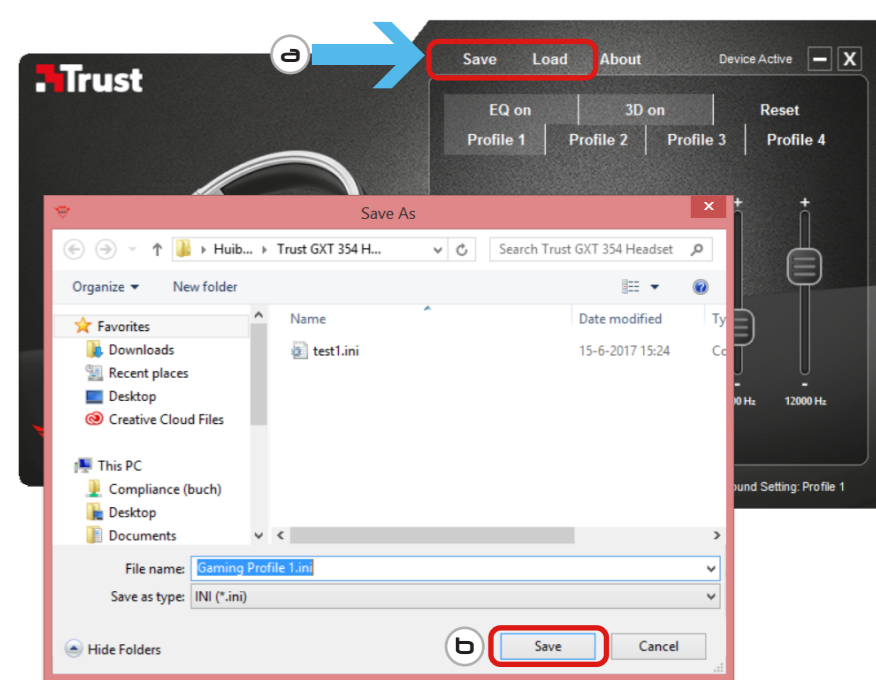 a
Save Load About Device Active X
Trust
EQ on 3D on Reset
Profile 1 Profile 2 Profile 3 Profile 4
+ +
Save As x
Huib... Trust GXT 354 H... Search Trust GXT 354 Headset
Organize New folder ?
Favorites
Downloads
Recent places
Desktop
Creative Cloud Files
This PC
Compliance (buch)
Desktop
Documents
Name Date modified Ty
test1.ini 15-6-2017 15:24 Co
- -
00 Hz 12000 Hz
ound Setting: Profile 1
File name: Gaming Profile 1.ini
Save as type: INI (*.ini)
Hide Folders b Save Cancel